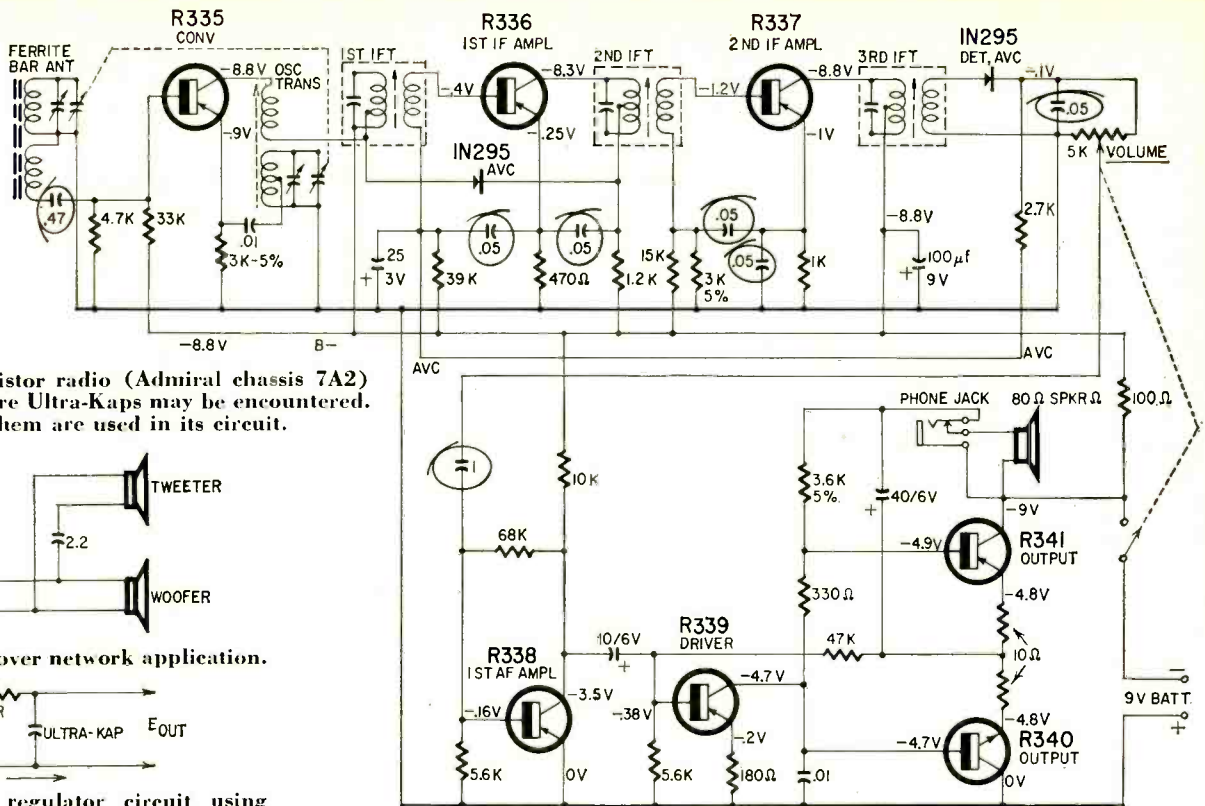 R335
CONV
R336
1ST IF AMPL
R337
2ND IF AMPL
IN295
DET, AVC
FERRITE
BAR ANT
-8.8V
OSC
TRANS
1ST IFT
-8.3V
2ND IFT
-8.8V
3RD IFT
-.1V
-.9V
-.4V
-.25V
-1.2V
-1V
.05
5K
VOLUME
IN295
AVC
.47
4.7K
33K
.01
3K-5%
25
3V
39K
.05
470Ω
.05
1.2K
15K
.05
3K
5%
.05
1K
-8.8V
100μf
9V
2.7K
-8.8V
B-
AVC
AVC
istor radio (Admiral chassis 7A2)
re Ultra-Kaps may be encountered.
hem are used in its circuit.
PHONE JACK
80Ω SPKR Ω
100Ω
TWEETER
2.2
WOOFER
over network application.
R
ULTRA-KAP
EOUT
regulator circuit using
1
10K
68K
3.6K
5%
40/6V
-9V
-4.9V
R341
OUTPUT
-4.8V
330Ω
10/6V
R339
DRIVER
47K
10Ω
R338
1ST AF AMPL
-.16V
-3.5V
0V
-.38V
-4.7V
-.2V
-4.8V
-4.7V
R340
OUTPUT
0V
9V BATT.
-
+
5.6K
5.6K
180Ω
.01